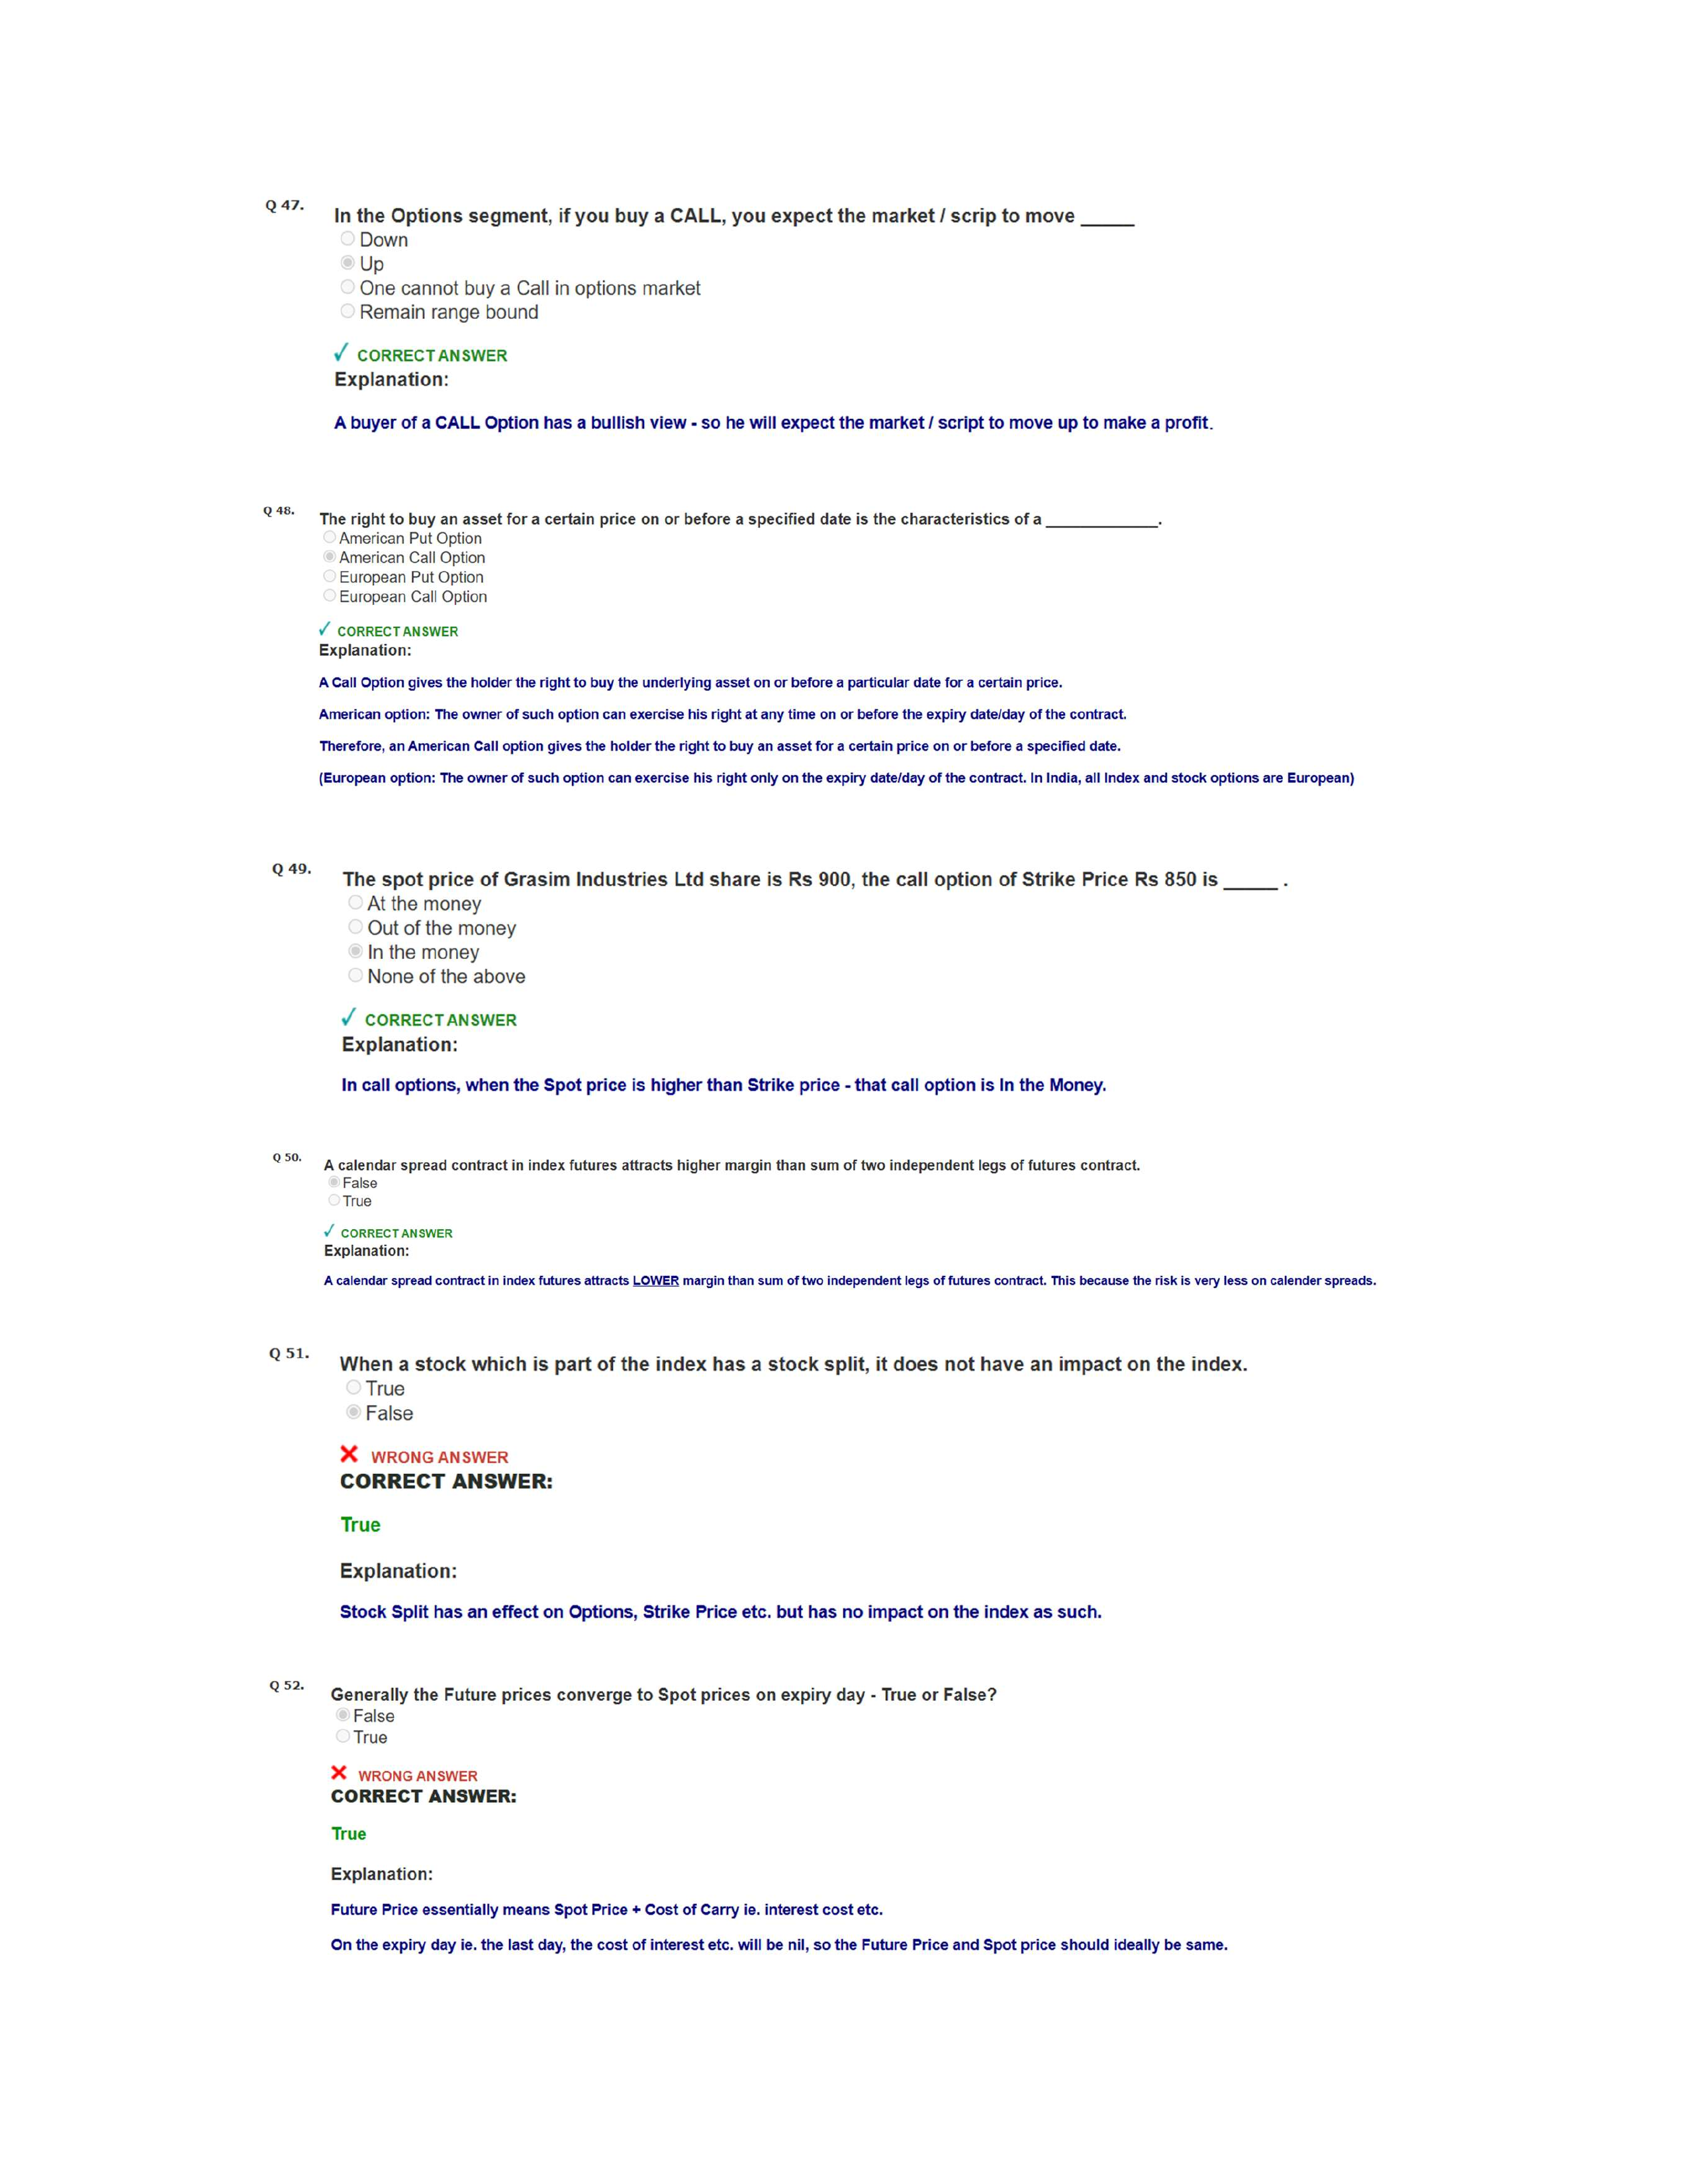 Q 47.
In the Options segment, if you buy a CALL, you expect the market / scrip to move _____
Down
Up
One cannot buy a Call in options market
Remain range bound
✓ CORRECT ANSWER
Explanation:
A buyer of a CALL Option has a bullish view - so he will expect the market / script to move up to make a profit.
Q 48.
The right to buy an asset for a certain price on or before a specified date is the characteristics of a _____________.
American Put Option
American Call Option
European Put Option
European Call Option
✓ CORRECT ANSWER
Explanation:
A Call Option gives the holder the right to buy the underlying asset on or before a particular date for a certain price.
American option: The owner of such option can exercise his right at any time on or before the expiry date/day of the contract.
Therefore, an American Call option gives the holder the right to buy an asset for a certain price on or before a specified date.
(European option: The owner of such option can exercise his right only on the expiry date/day of the contract. In India, all Index and stock options are European)
Q 49.
The spot price of Grasim Industries Ltd share is Rs 900, the call option of Strike Price Rs 850 is _____ .
At the money
Out of the money
In the money
None of the above
✓ CORRECT ANSWER
Explanation:
In call options, when the Spot price is higher than Strike price - that call option is In the Money.
Q 50.
A calendar spread contract in index futures attracts higher margin than sum of two independent legs of futures contract.
False
True
✓ CORRECT ANSWER
Explanation:
A calendar spread contract in index futures attracts LOWER margin than sum of two independent legs of futures contract. This because the risk is very less on calender spreads.
Q 51.
When a stock which is part of the index has a stock split, it does not have an impact on the index.
True
False
✕ WRONG ANSWER
CORRECT ANSWER:
True
Explanation:
Stock Split has an effect on Options, Strike Price etc. but has no impact on the index as such.
Q 52.
Generally the Future prices converge to Spot prices on expiry day - True or False?
False
True
✕ WRONG ANSWER
CORRECT ANSWER:
True
Explanation:
Future Price essentially means Spot Price + Cost of Carry ie. interest cost etc.
On the expiry day ie. the last day, the cost of interest etc. will be nil, so the Future Price and Spot price should ideally be same.